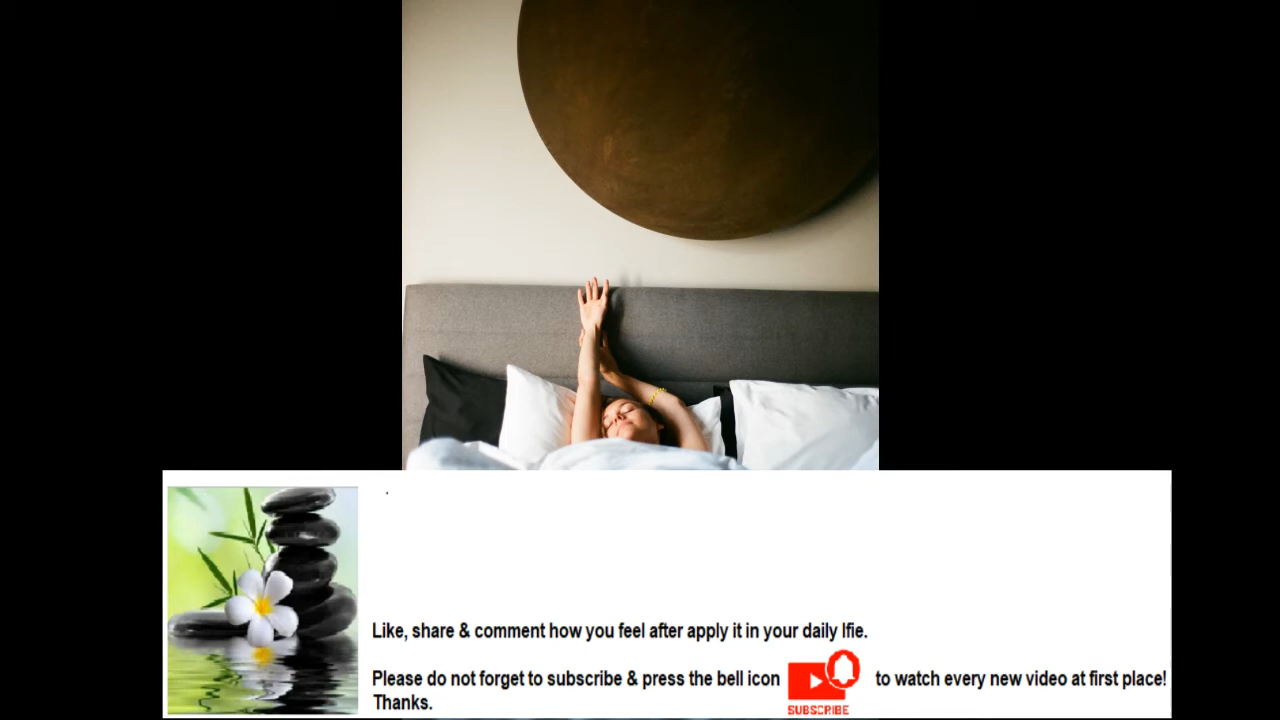 Like, share & comment how you feel after apply it in your daily lfie.
Please do not forget to subscribe & press the bell icon to watch every new video at first place!
SUBSCRIBE
Thanks.